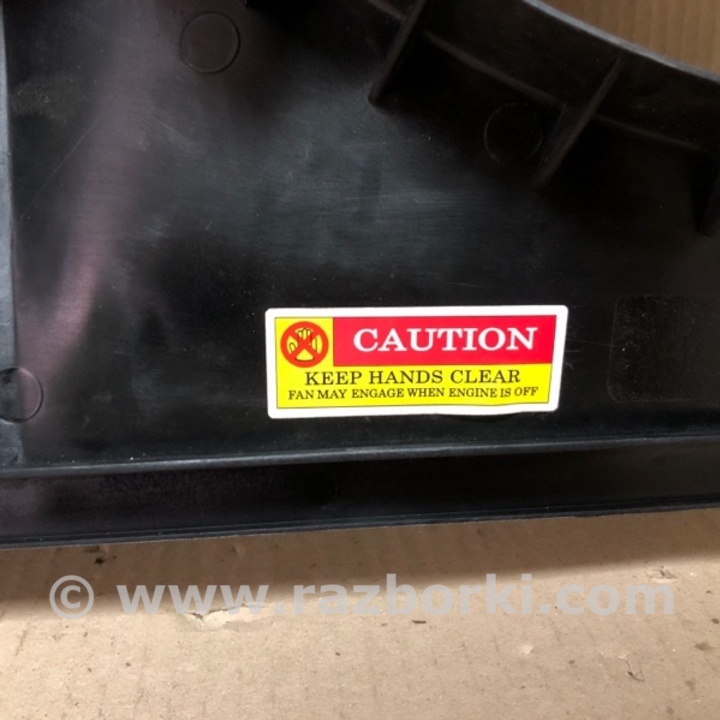 CAUTION
KEEP HANDS CLEAR
FAN MAY ENGAGE WHEN ENGINE IS OFF
© www.razborki.com